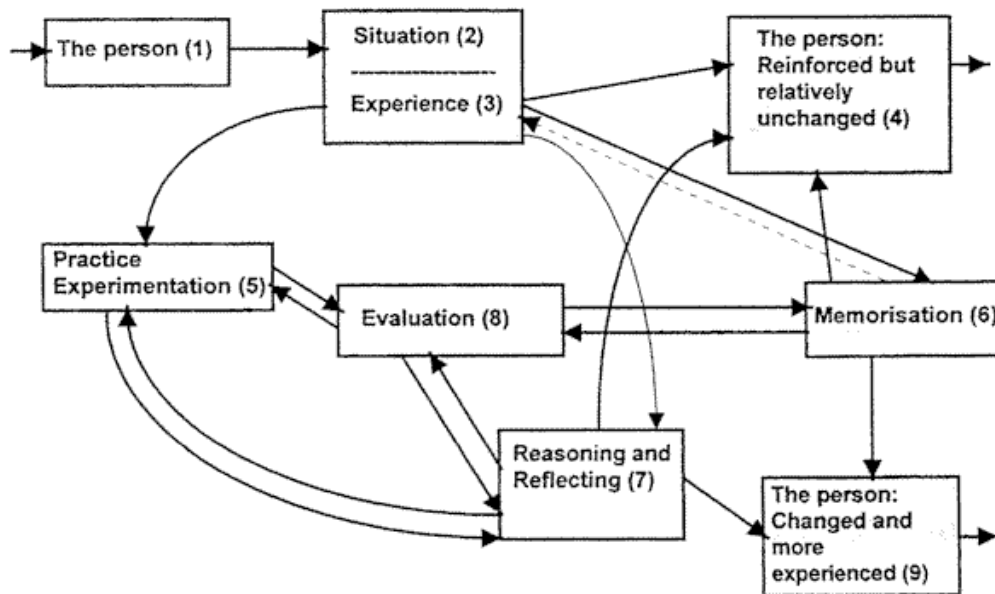 The person (1)
Situation (2)
Experience (3)
The person:
Reinforced but
relatively
unchanged (4)
Practice
Experimentation (5)
Evaluation (8)
Memorisation (6)
Reasoning and
Reflecting (7)
The person:
Changed and
more
experienced (9)